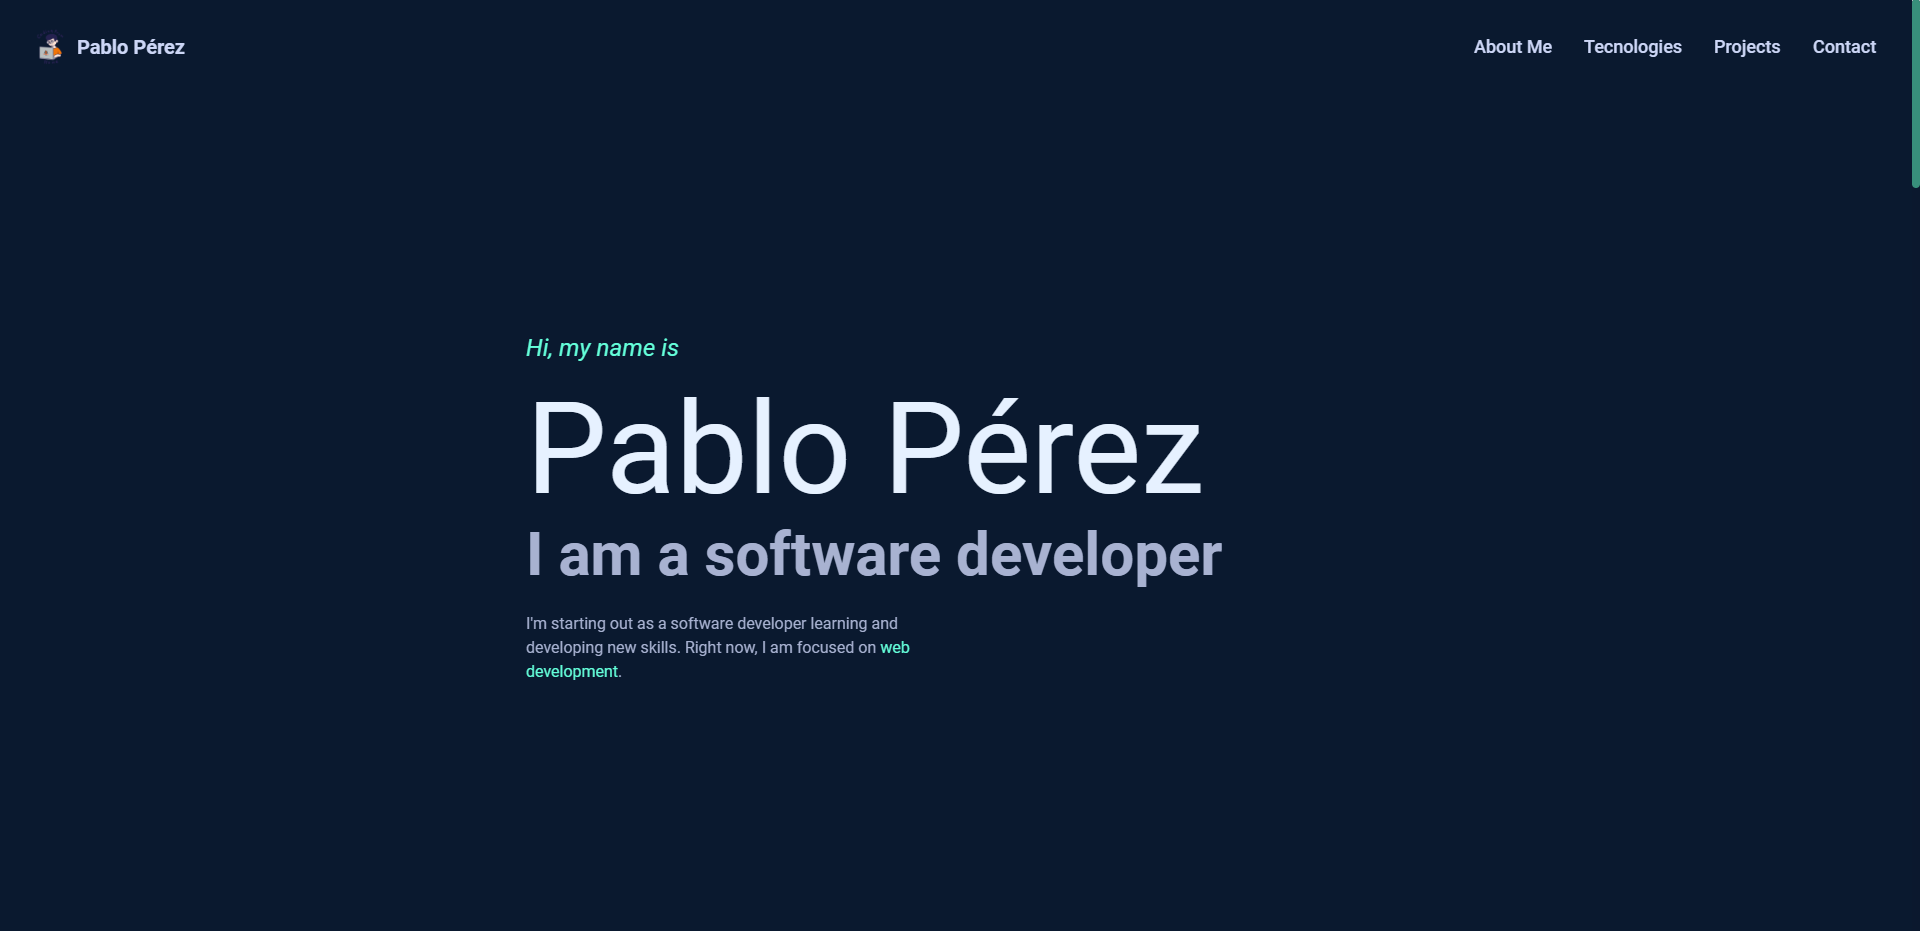 Pablo Pérez
About Me
Tecnologies
Projects
Contact
Hi, my name is
Pablo Pérez
I am a software developer
I'm starting out as a software developer learning and
developing new skills. Right now, I am focused on web
development.